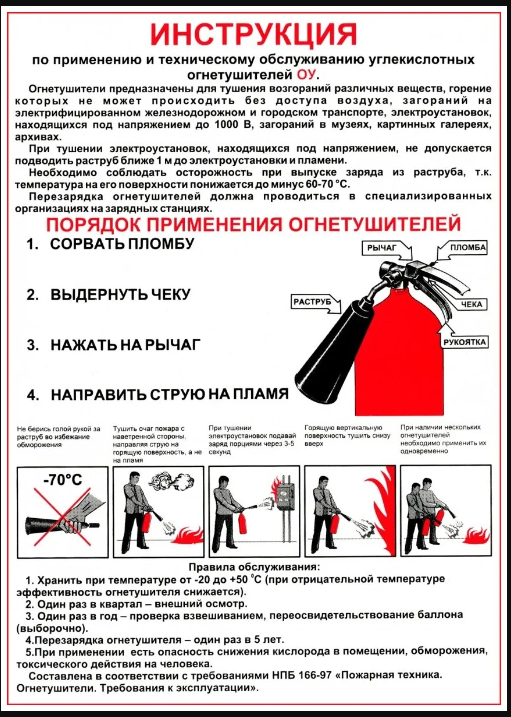 ИНСТРУКЦИЯ
по применению и техническому обслуживанию углекислотных
огнетушителей ОУ.
Огнетушители предназначены для тушения возгораний различных веществ, горение
которых не может происходить без доступа воздуха, загораний на
электрифицированном железнодорожном и городском транспорте, электроустановок,
находящихся под напряжением до 1000 В, загораний в музеях, картинных галереях,
архивах.
При тушении электроустановок, находящихся под напряжением, не допускается
подводить раструб ближе 1 м до электроустановки и пламени.
Необходимо соблюдать осторожность при выпуске заряда из раструба, т.к.
температура на его поверхности понижается до минус 60-70 °С.
Перезарядка огнетушителей должна проводиться в специализированных
организациях на зарядных станциях.
ПОРЯДОК ПРИМЕНЕНИЯ ОГНЕТУШИТЕЛЕЙ
1. СОРВАТЬ ПЛОМБУ
2. ВЫДЕРНУТЬ ЧЕКУ
3. НАЖАТЬ НА РЫЧАГ
4. НАПРАВИТЬ СТРУЮ НА ПЛАМЯ
РЫЧАГ
ПЛОМБА
РАСТРУБ
ЧЕКА
РУКОЯТКА
Не берись голой рукой за
раструб во избежание
обморожения
Тушить очаг пожара с
наветренной стороны,
направляя струю на
горящую поверхность, а не
на пламя
При тушении
электроустановок подавай
заряд порциями через 3-5
секунд
Горящую вертикальную
поверхность тушить снизу
вверх
При наличии нескольких
огнетушителей
необходимо применить их
одновременно
-70°С
Правила обслуживания:
1. Хранить при температуре от -20 до +50 °С (при отрицательной температуре
эффективность огнетушителя снижается).
2. Один раз в квартал – внешний осмотр.
3. Один раз в год – проверка взвешиванием, переосвидетельствование баллона
(выборочно).
4.Перезарядка огнетушителя – один раз в 5 лет.
5.При применении есть опасность снижения кислорода в помещении, обморожения,
токсического действия на человека.
Составлена в соответствии с требованиями НПБ 166-97 «Пожарная техника.
Огнетушители. Требования к эксплуатации».